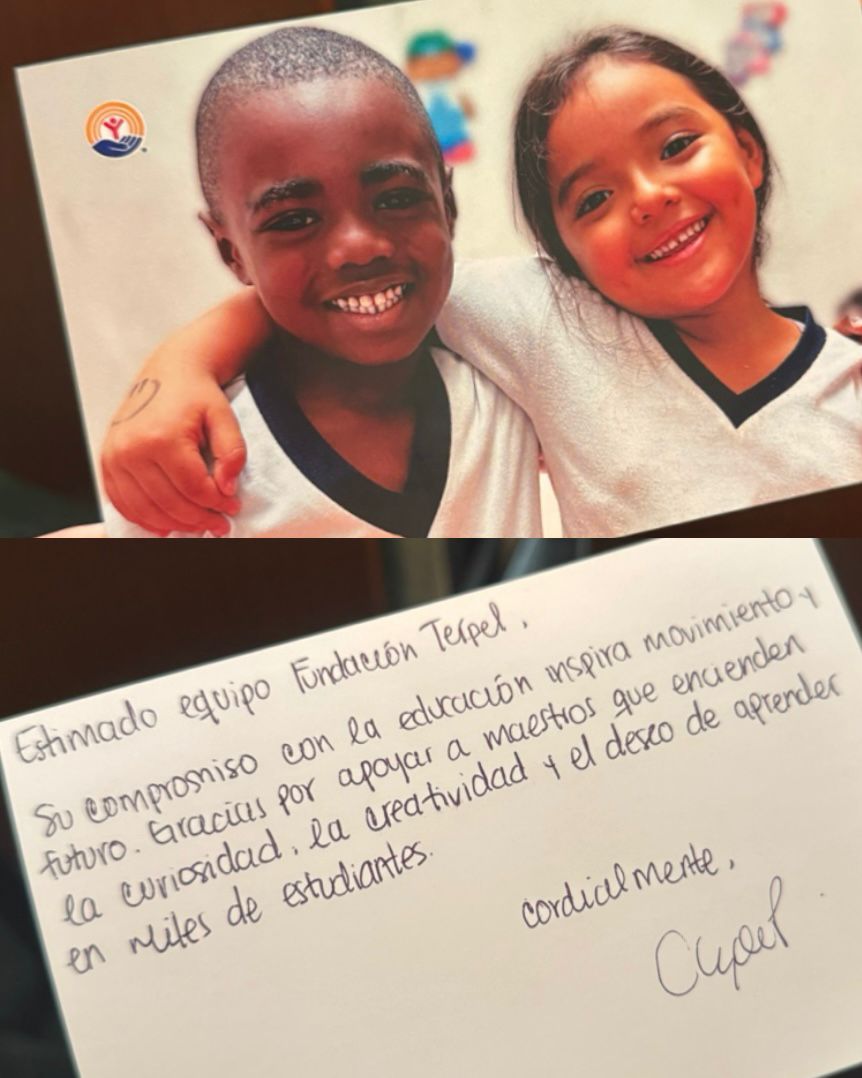 Estimado equipo Fundación Terpel,
Su compromiso con la educación inspira movimiento y
futuro. Gracias por apoyar a maestros que encienden
la curiosidad, la creatividad y el deseo de aprender
en miles de estudiantes.
cordialmente,